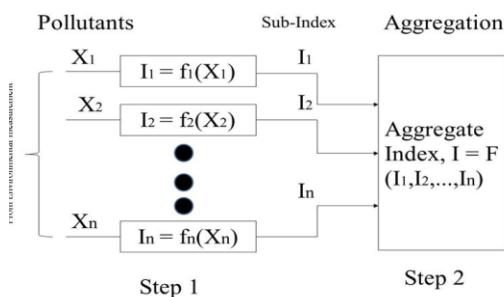 Pollutants
Sub-Index
Aggregation
X1
I1 = f1(X1)
I1
X2
I2 = f2(X2)
I2
Aggregate
Index, I = F
(I1,I2,...,In)
Xn
In = fn(Xn)
In
Step 1
Step 2